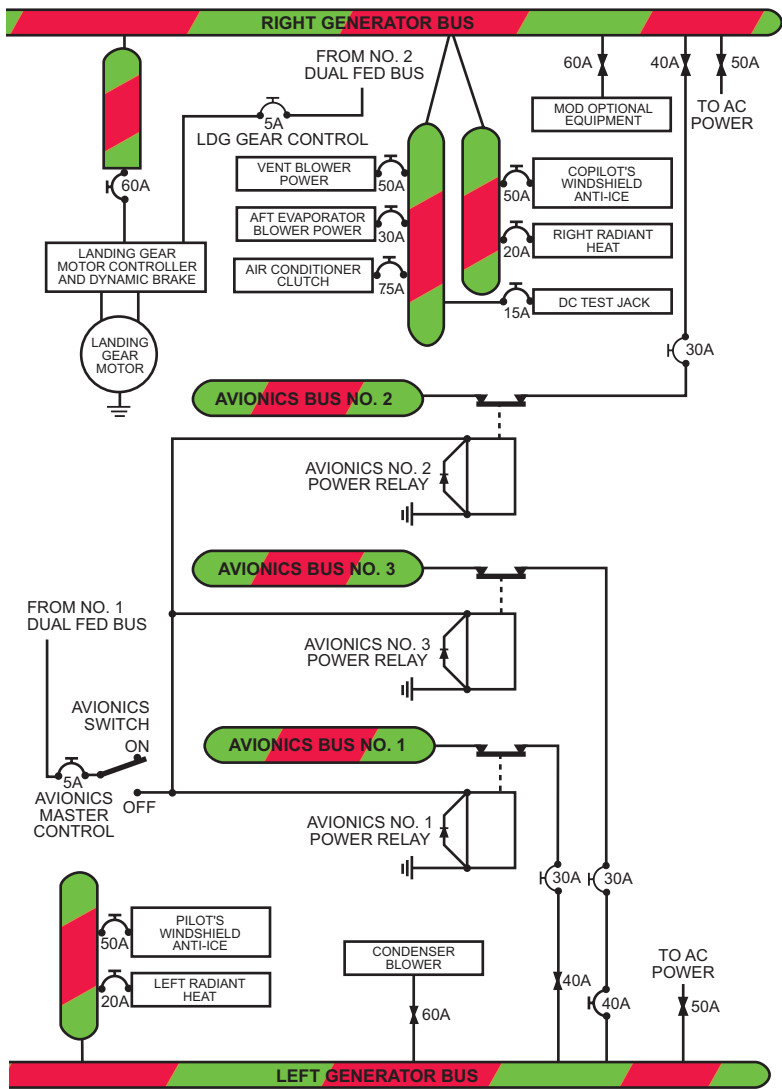 RIGHT GENERATOR BUS
FROM NO. 2
DUAL FED BUS
60A
40A
50A
5A
LDG GEAR CONTROL
MOD OPTIONAL
EQUIPMENT
TO AC
POWER
60A
VENT BLOWER
POWER
50A
COPILOT'S
WINDSHIELD
ANTI-ICE
50A
AFT EVAPORATOR
BLOWER POWER
30A
RIGHT RADIANT
HEAT
20A
LANDING GEAR
MOTOR CONTROLLER
AND DYNAMIC BRAKE
AIR CONDITIONER
CLUTCH
75A
DC TEST JACK
15A
LANDING
GEAR
MOTOR
30A
AVIONICS BUS NO. 2
AVIONICS NO. 2
POWER RELAY
AVIONICS BUS NO. 3
FROM NO. 1
DUAL FED BUS
AVIONICS NO. 3
POWER RELAY
AVIONICS
SWITCH
ON
AVIONICS BUS NO. 1
5A
OFF
AVIONICS
MASTER
CONTROL
AVIONICS NO. 1
POWER RELAY
30A
30A
PILOT'S
WINDSHIELD
ANTI-ICE
50A
LEFT RADIANT
HEAT
20A
CONDENSER
BLOWER
60A
40A
40A
TO AC
POWER
50A
LEFT GENERATOR BUS